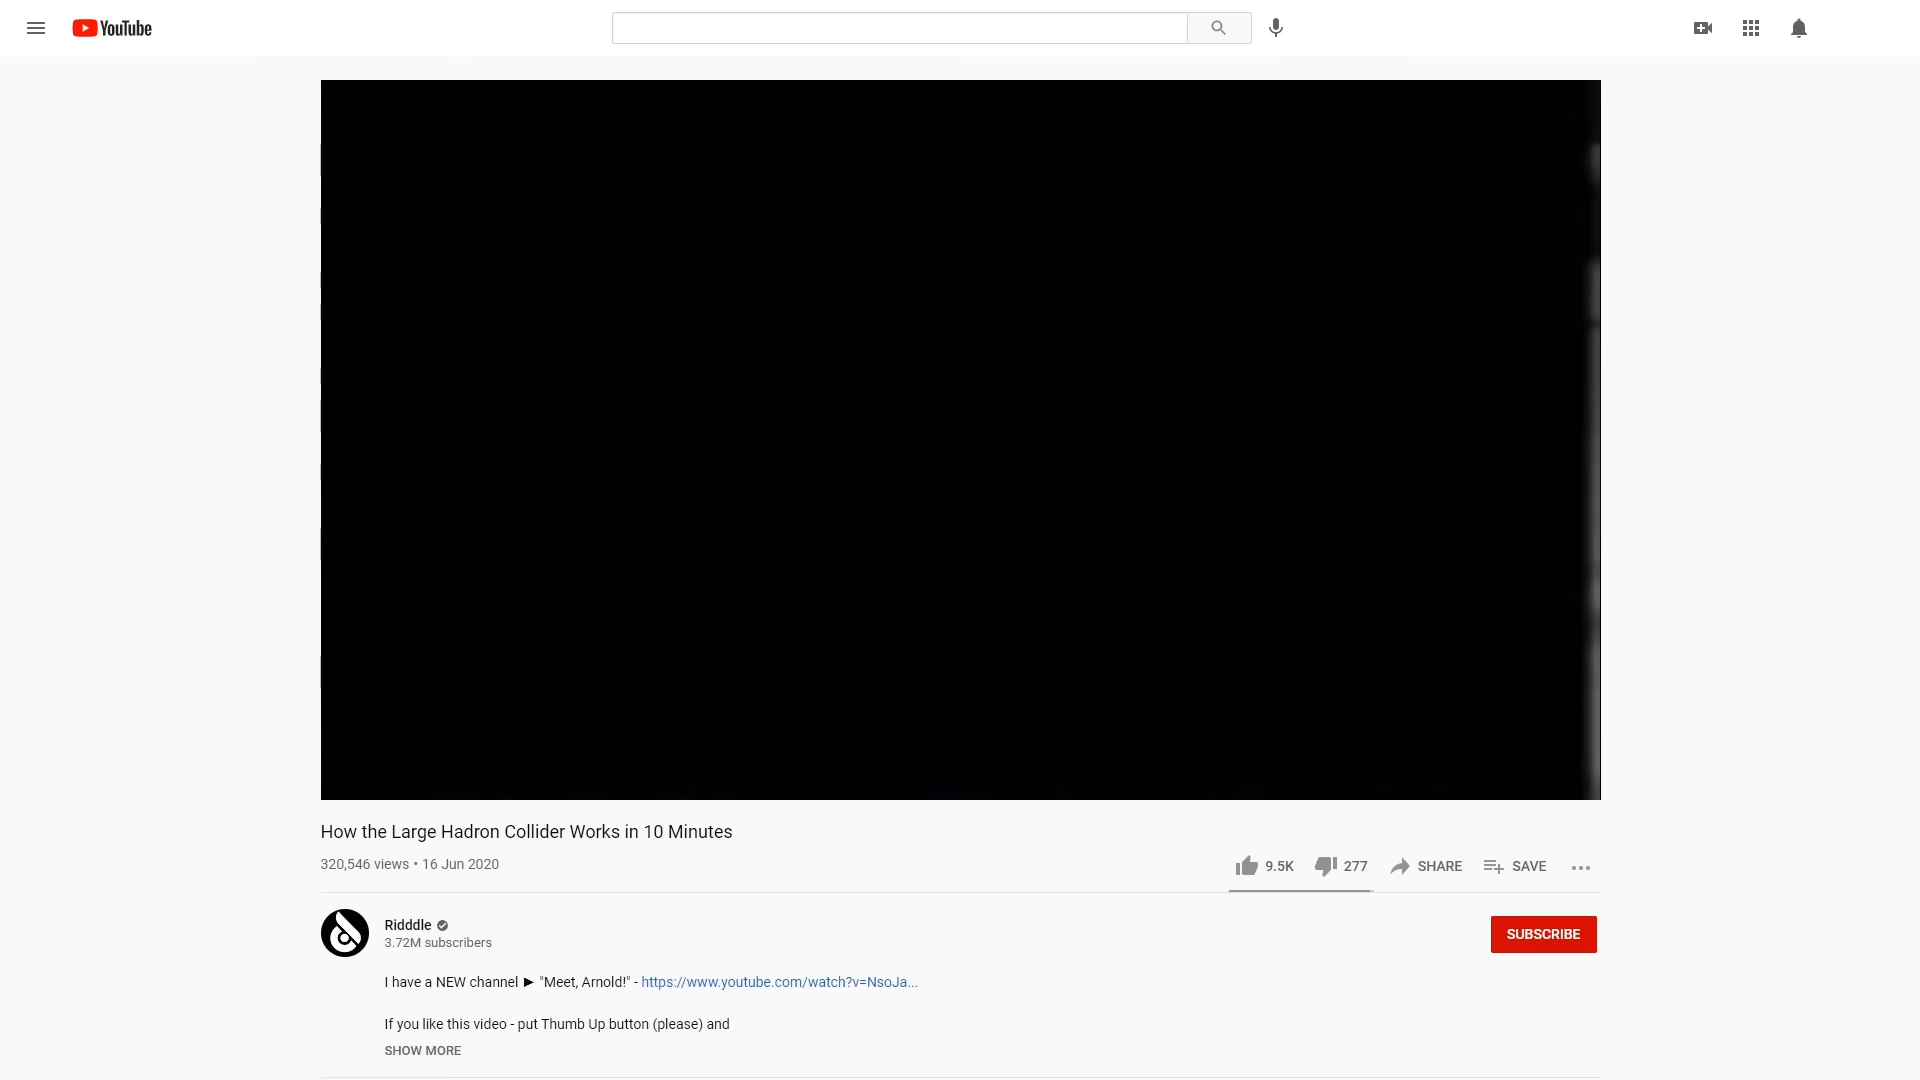 YouTube
How the Large Hadron Collider Works in 10 Minutes
320,546 views • 16 Jun 2020
9.5K 277 SHARE SAVE
Ridddle
3.72M subscribers
SUBSCRIBE
I have a NEW channel ► "Meet, Arnold!" - https://www.youtube.com/watch?v=NsoJa...
If you like this video - put Thumb Up button (please) and
SHOW MORE